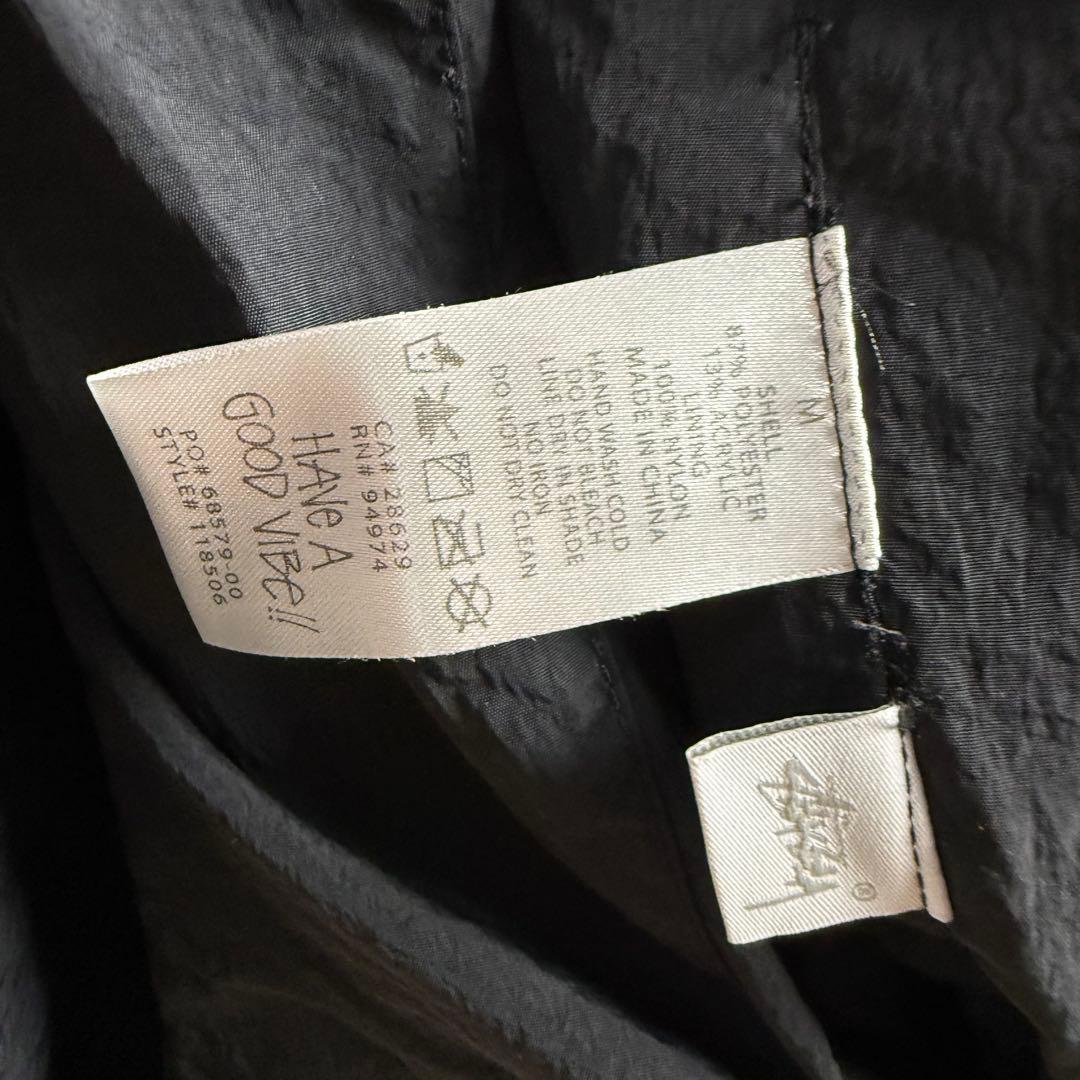 M
SHELL
87% POLYESTER
13% ACRYLIC
LINING
100% NYLON
MADE IN CHINA
HAND WASH COLD
DO NOT BLEACH
LINE DRY IN SHADE
NO IRON
DO NOT DRY CLEAN
CA# 28629
RN# 94974
HAVE A
GOOD VIBE!!
PO# 68579-00
STYLE# 118506
STÜSSY®